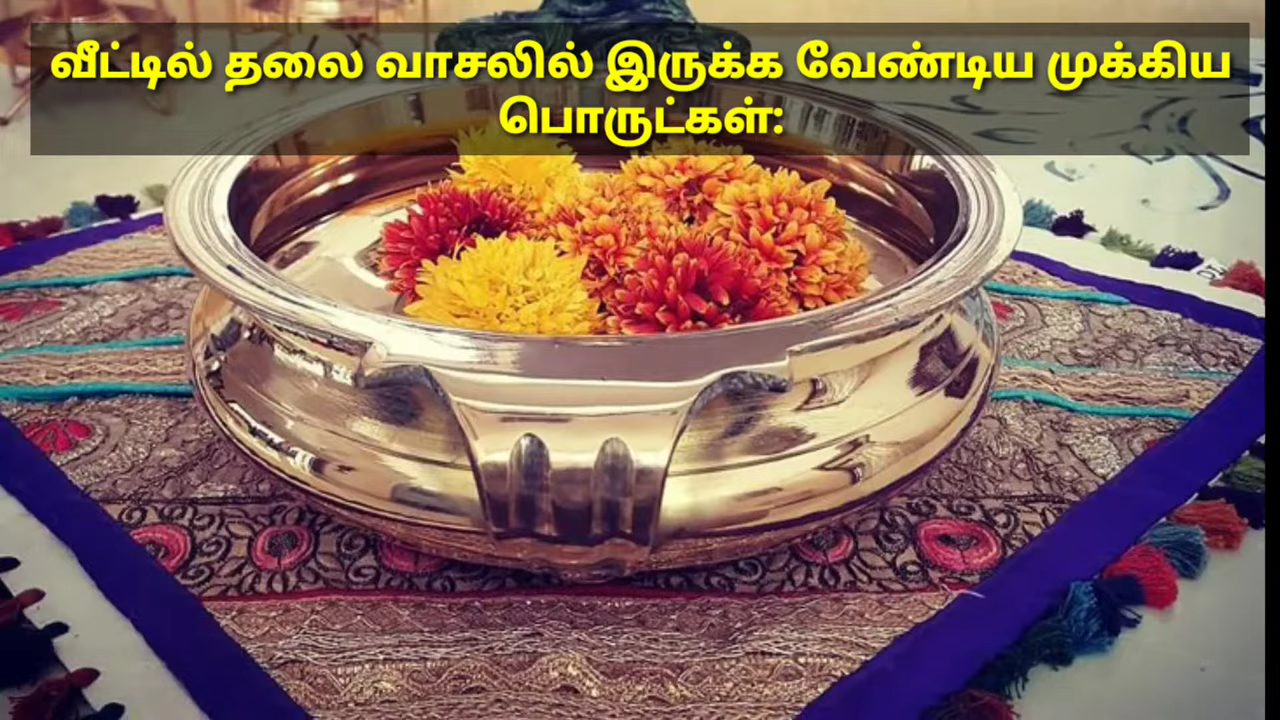 வீட்டில் தலை வாசலில் இருக்க வேண்டிய முக்கிய
பொருட்கள்: